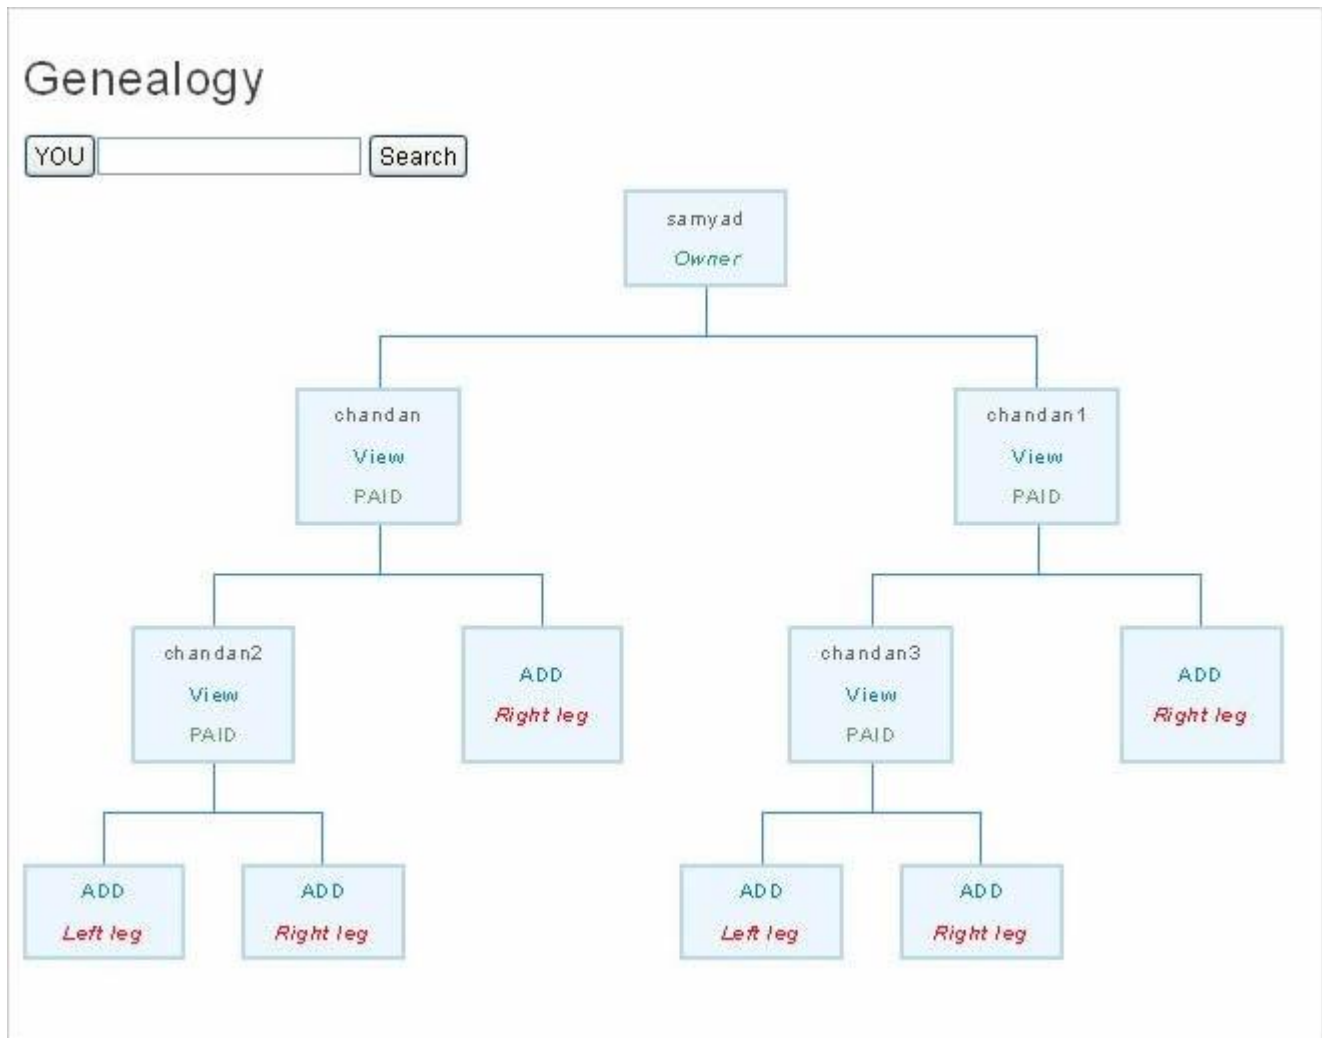 Genealogy
YOU Search
samyad
Owner
chandan
View
PAID
chandan1
View
PAID
chandan2
View
PAID
ADD
Right leg
chandan3
View
PAID
ADD
Right leg
ADD
Left leg
ADD
Right leg
ADD
Left leg
ADD
Right leg